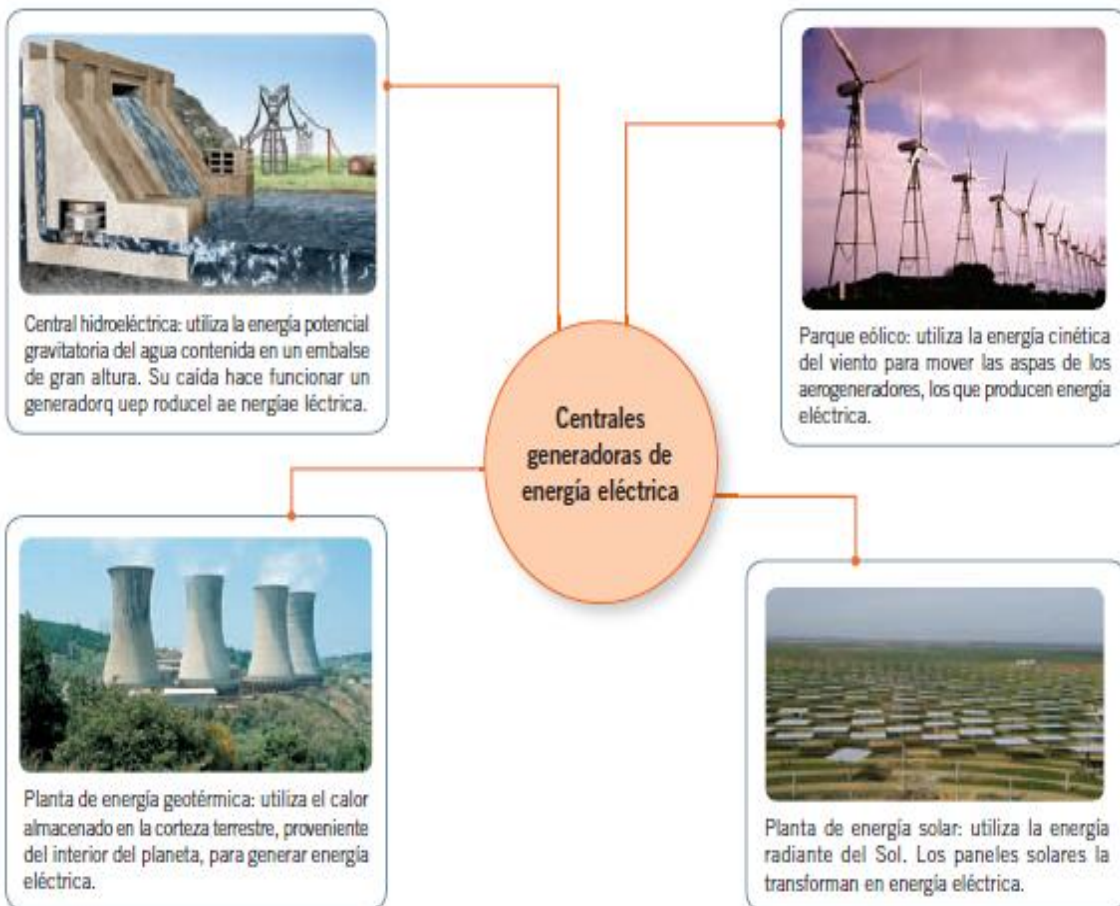 Central hidroeléctrica: utiliza la energía potencial
gravitatoria del agua contenida en un embalse
de gran altura. Su caída hace funcionar un
generadorq uep roducel ae nergíae léctrica.
Parque eólico: utiliza la energía cinética
del viento para mover las aspas de los
aerogeneradores, los que producen energía
eléctrica.
Centrales
generadoras de
energía eléctrica
Planta de energía geotérmica: utiliza el calor
almacenado en la corteza terrestre, proveniente
del interior del planeta, para generar energía
eléctrica.
Planta de energía solar: utiliza la energía
radiante del Sol. Los paneles solares la
transforman en energía eléctrica.